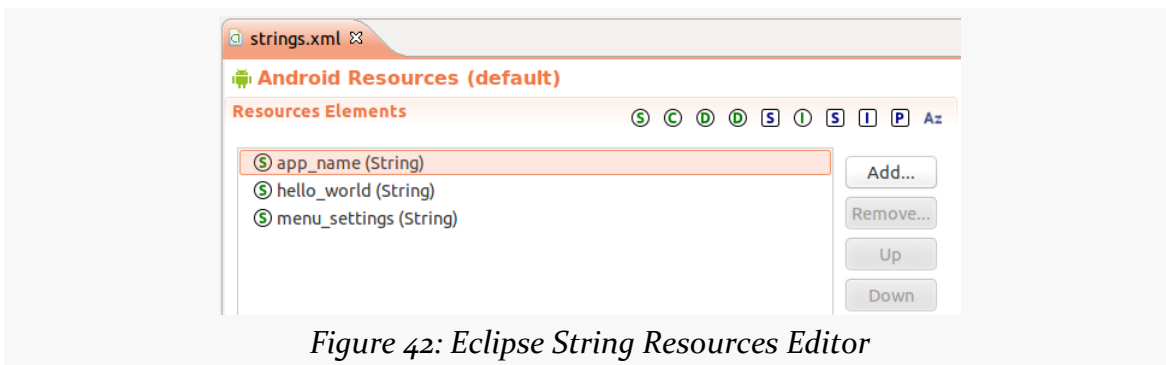 strings.xml
Android Resources (default)
Resources Elements
S C D D S I S I P Az
S app_name (String)
S hello_world (String)
S menu_settings (String)
Add...
Remove...
Up
Down
Figure 42: Eclipse String Resources Editor